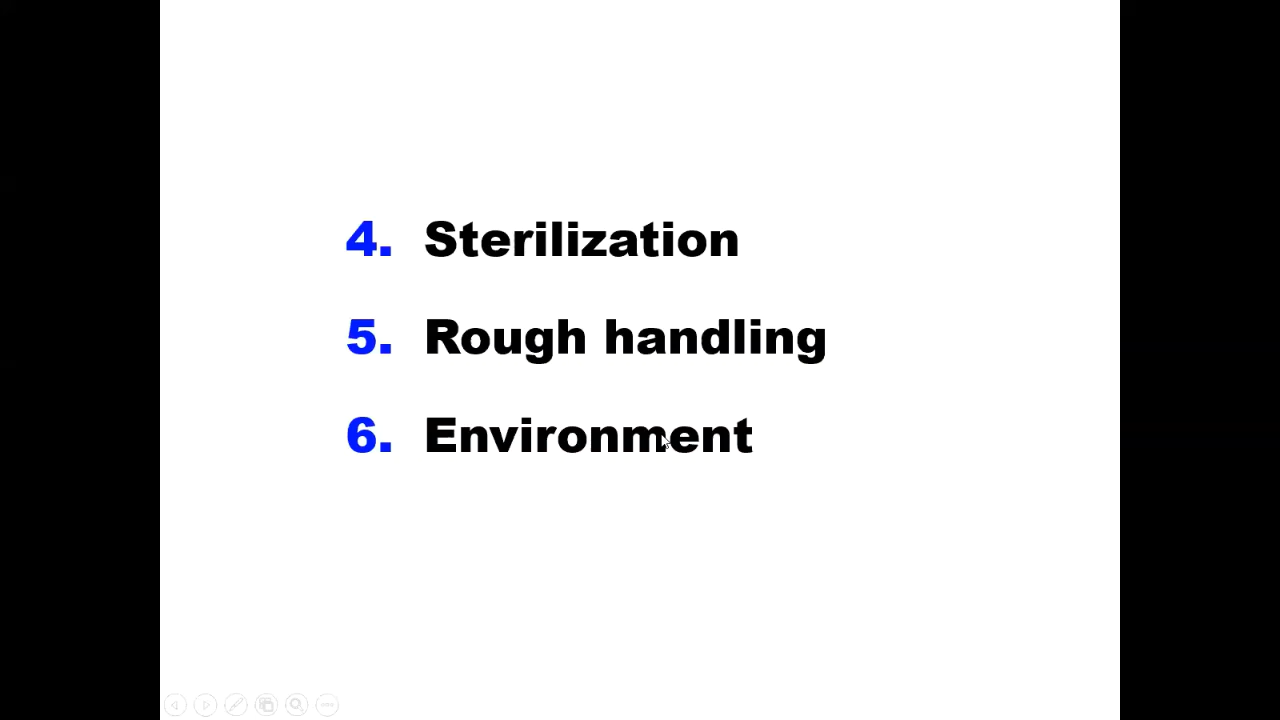 4. Sterilization
5. Rough handling
6. Environment